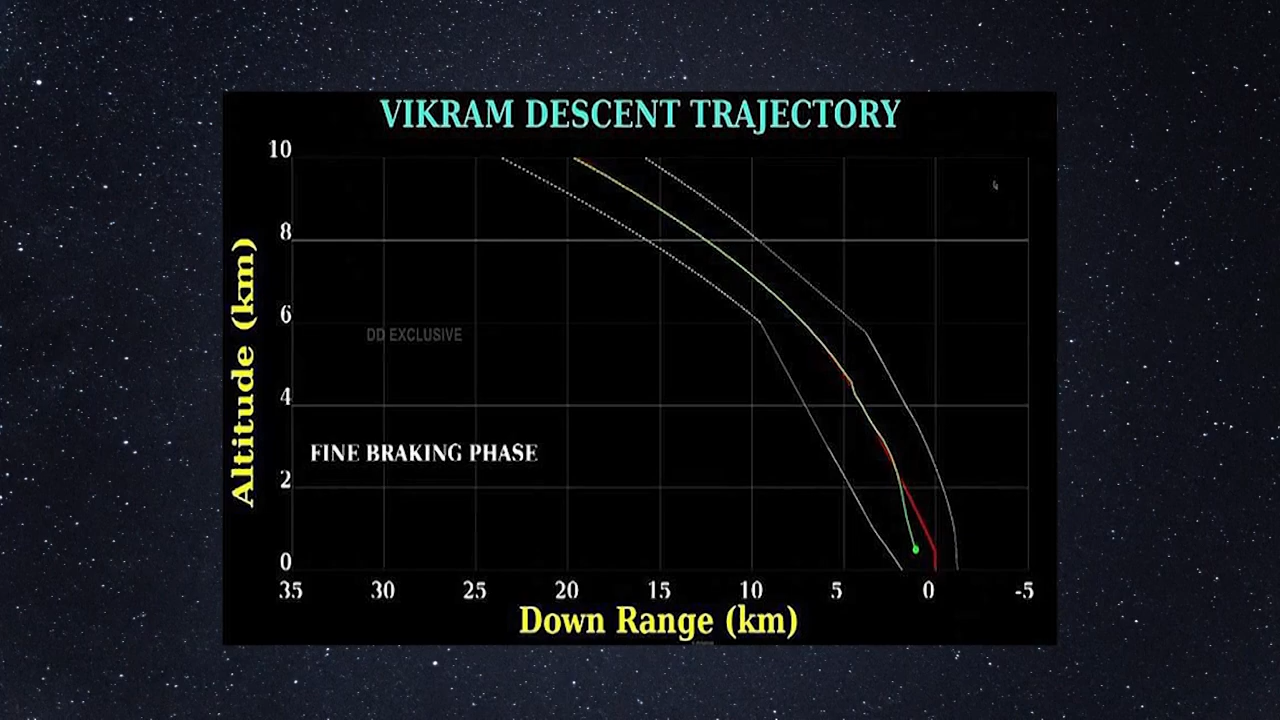 VIKRAM DESCENT TRAJECTORY
10
8
6
4
2
0
Altitude (km)
DD EXCLUSIVE
FINE BRAKING PHASE
35 30 25 20 15 10 5 0 -5
Down Range (km)